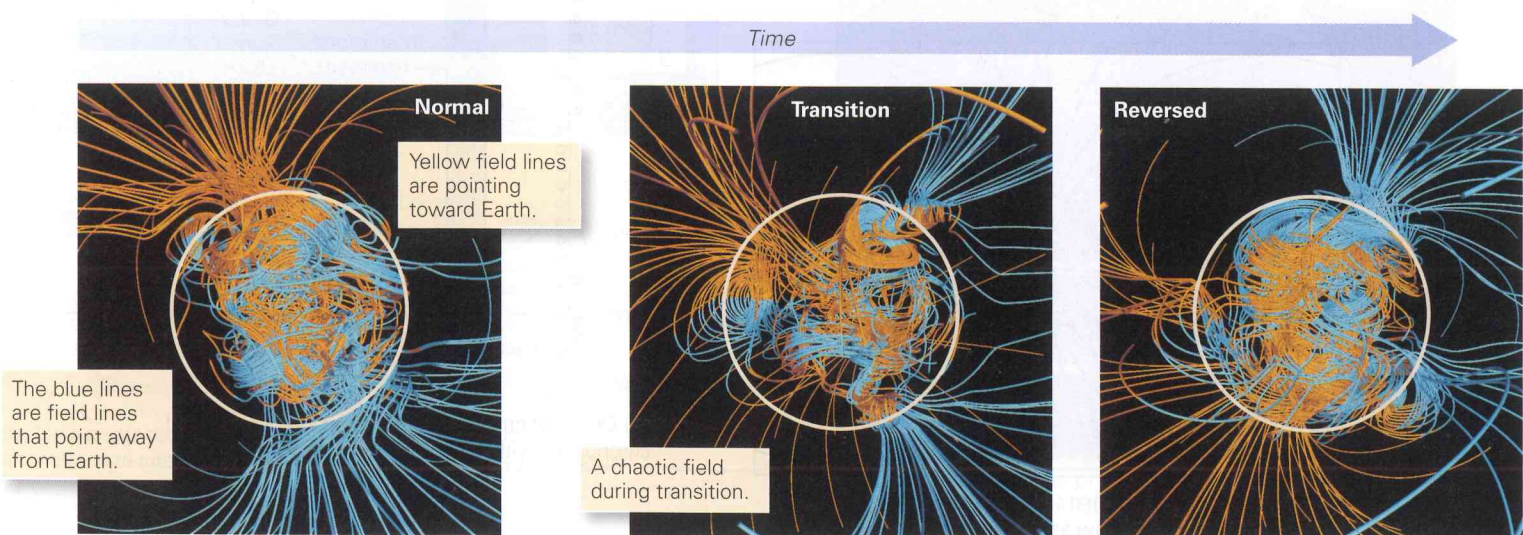 Time
Normal
Transition
Reversed
Yellow field lines
are pointing
toward Earth.
The blue lines
are field lines
that point away
from Earth.
A chaotic field
during transition.